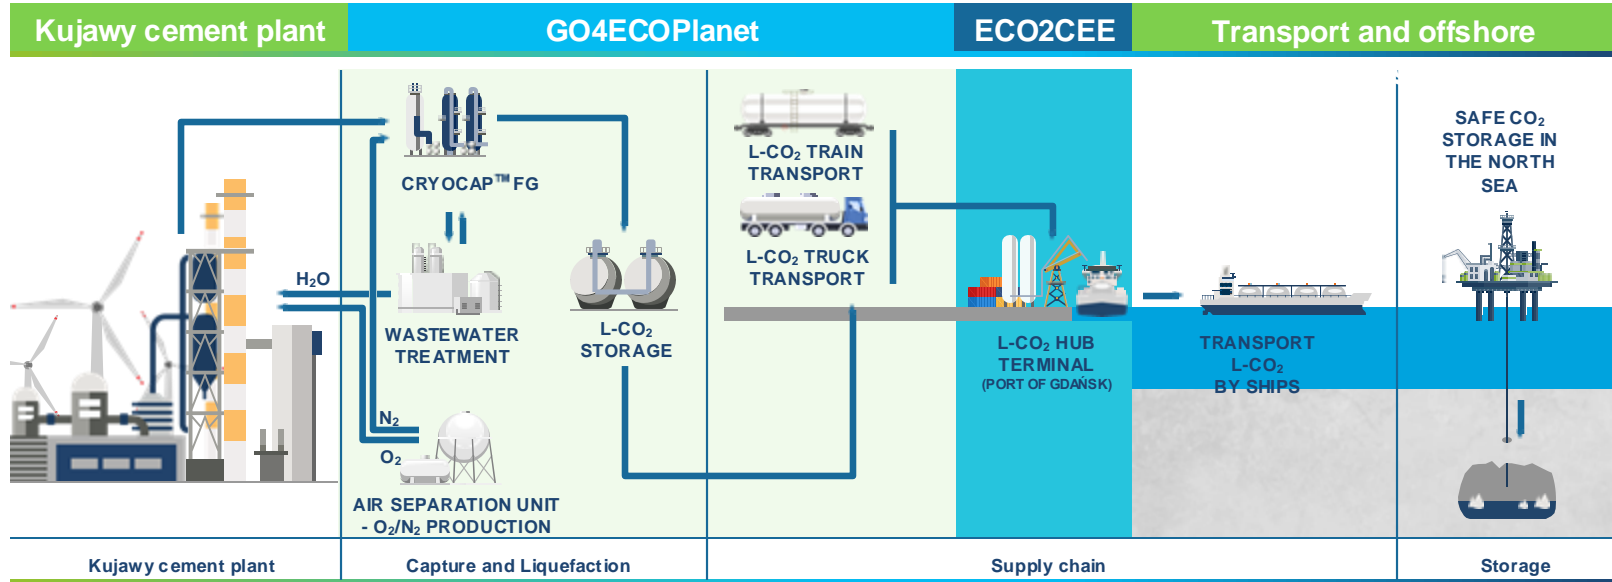 Kujawy cement plant
GO4ECOPlanet
ECO2CEE
Transport and offshore
CRYOCAP™ FG
H₂O
WASTEWATER
TREATMENT
N₂
O₂
AIR SEPARATION UNIT
- O₂/N₂ PRODUCTION
L-CO₂
STORAGE
L-CO₂ TRAIN
TRANSPORT
L-CO₂ TRUCK
TRANSPORT
L-CO₂ HUB
TERMINAL
(PORT OF GDAŃSK)
TRANSPORT
L-CO₂
BY SHIPS
SAFE CO₂
STORAGE IN
THE NORTH
SEA
Kujawy cement plant
Capture and Liquefaction
Supply chain
Storage